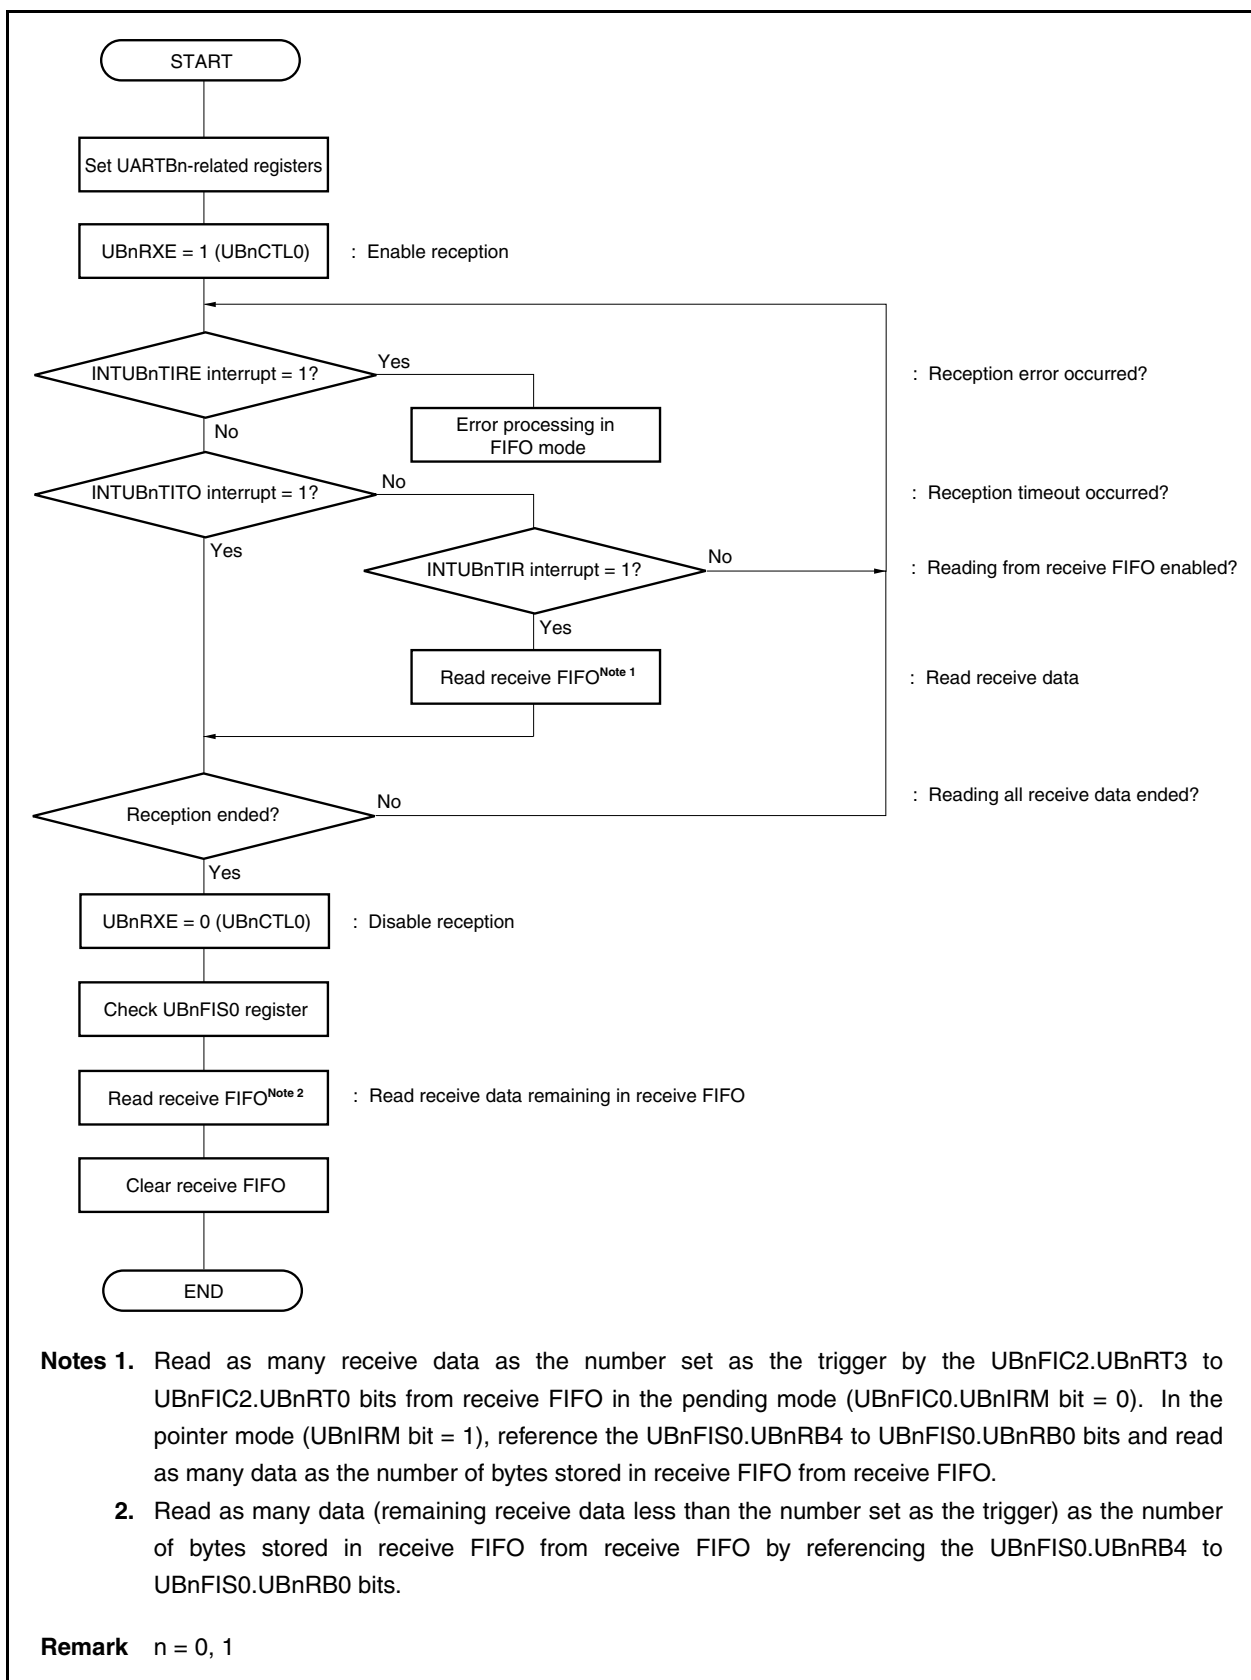 START
Set UARTBn-related registers
UBnRXE = 1 (UBnCTL0) : Enable reception
INTUBnTIRE interrupt = 1? Yes : Reception error occurred?
Error processing in
FIFO mode
No
INTUBnTITO interrupt = 1? No : Reception timeout occurred?
Yes
INTUBnTIR interrupt = 1? No : Reading from receive FIFO enabled?
Yes
Read receive FIFONote 1 : Read receive data
Reception ended? No : Reading all receive data ended?
Yes
UBnRXE = 0 (UBnCTL0) : Disable reception
Check UBnFIS0 register
Read receive FIFONote 2 : Read receive data remaining in receive FIFO
Clear receive FIFO
END
Notes 1. Read as many receive data as the number set as the trigger by the UBnFIC2.UBnRT3 to
UBnFIC2.UBnRT0 bits from receive FIFO in the pending mode (UBnFIC0.UBnIRM bit = 0). In the
pointer mode (UBnIRM bit = 1), reference the UBnFIS0.UBnRB4 to UBnFIS0.UBnRB0 bits and read
as many data as the number of bytes stored in receive FIFO from receive FIFO.
2. Read as many data (remaining receive data less than the number set as the trigger) as the number
of bytes stored in receive FIFO from receive FIFO by referencing the UBnFIS0.UBnRB4 to
UBnFIS0.UBnRB0 bits.
Remark n = 0, 1